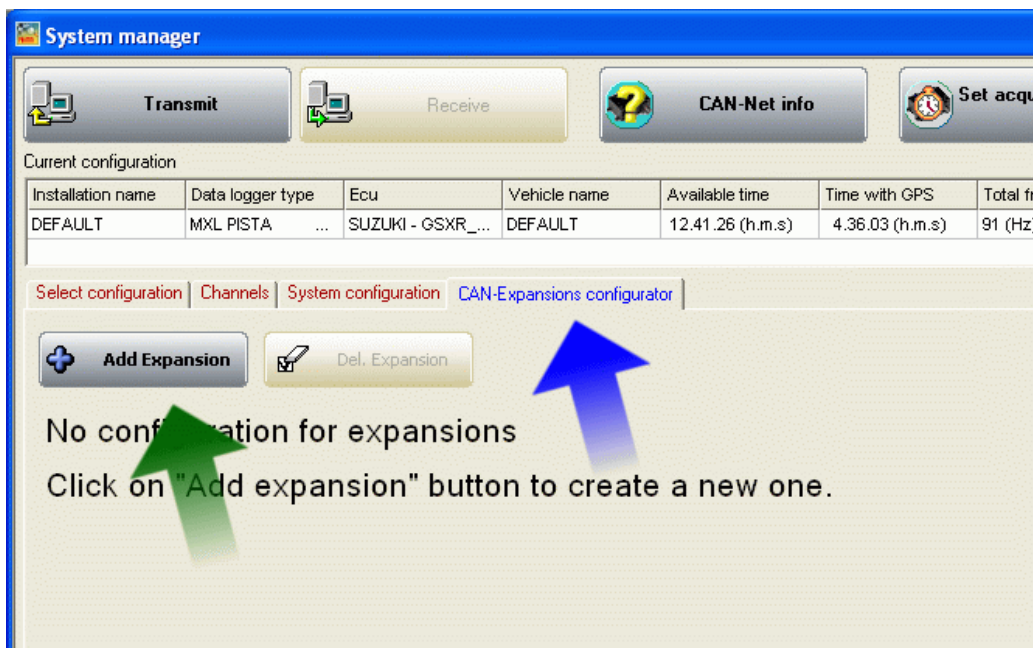 System manager
Transmit
Receive
CAN-Net info
Set acqu
Current configuration
Installation name Data logger type Ecu Vehicle name Available time Time with GPS Total fr
DEFAULT MXL PISTA ... SUZUKI - GSXR_... DEFAULT 12.41.26 (h.m.s) 4.36.03 (h.m.s) 91 (Hz)
Select configuration Channels System configuration CAN-Expansions configurator
Add Expansion
Del. Expansion
No configuration for expansions
Click on "Add expansion" button to create a new one.